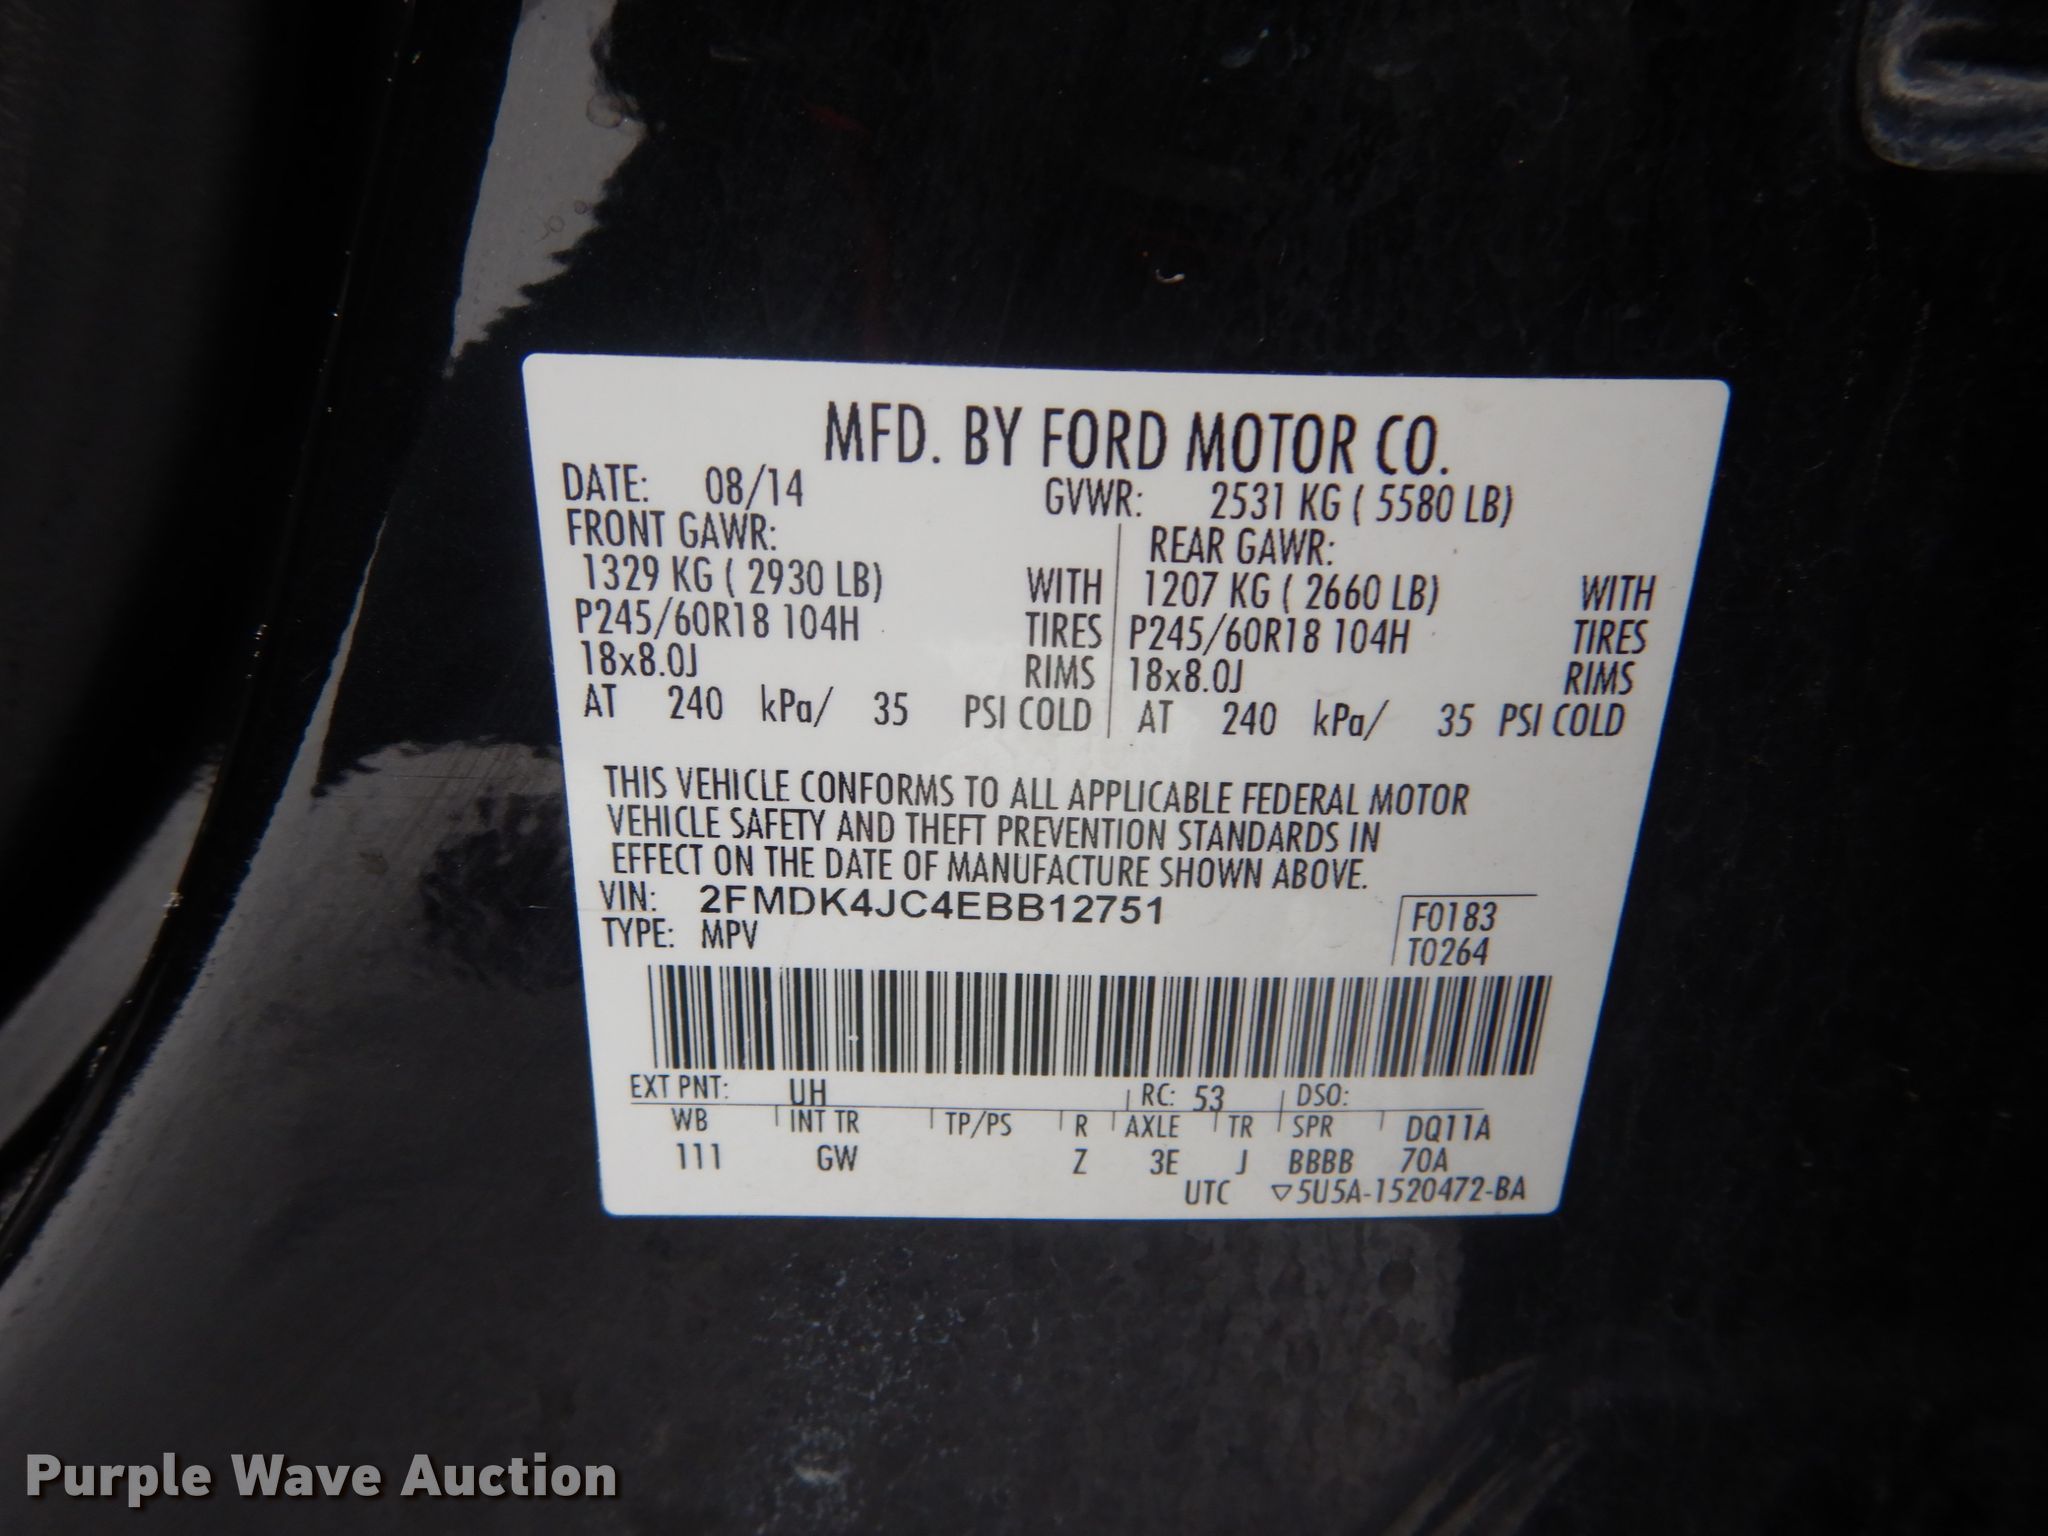 MFD. BY FORD MOTOR CO.
DATE: 08/14 GVWR: 2531 KG ( 5580 LB)
FRONT GAWR: REAR GAWR:
1329 KG ( 2930 LB) WITH 1207 KG ( 2660 LB) WITH
P245/60R18 104H TIRES P245/60R18 104H TIRES
18x8.0J RIMS 18x8.0J RIMS
AT 240 kPa/ 35 PSI COLD AT 240 kPa/ 35 PSI COLD
THIS VEHICLE CONFORMS TO ALL APPLICABLE FEDERAL MOTOR
VEHICLE SAFETY AND THEFT PREVENTION STANDARDS IN
EFFECT ON THE DATE OF MANUFACTURE SHOWN ABOVE.
VIN: 2FMDK4JC4EBB12751 F0183
TYPE: MPV T0264
EXT PNT: UH RC: 53 DSO:
WB INT TR TP/PS R AXLE TR SPR DQ11A
111 GW Z 3E J BBBB 70A
UTC ▽5U5A-1520472-BA
Purple Wave Auction